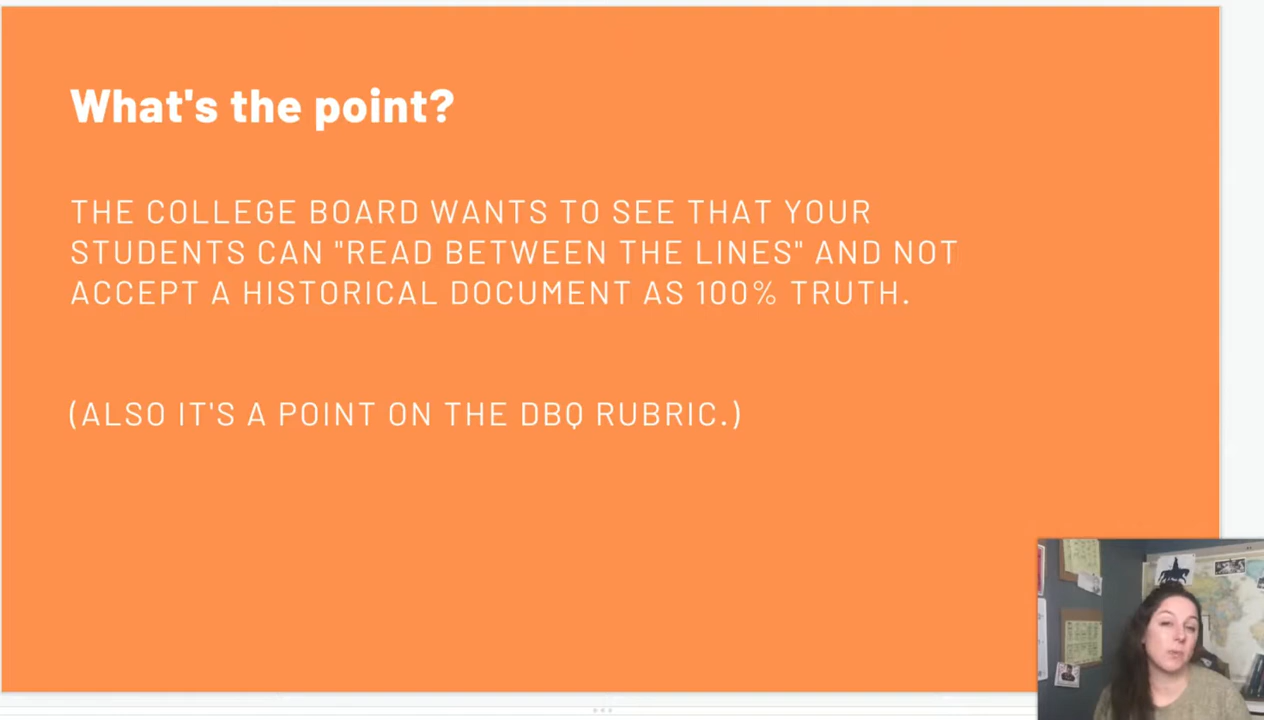 What's the point?
THE COLLEGE BOARD WANTS TO SEE THAT YOUR
STUDENTS CAN "READ BETWEEN THE LINES" AND NOT
ACCEPT A HISTORICAL DOCUMENT AS 100% TRUTH.
(ALSO IT'S A POINT ON THE DBQ RUBRIC.)